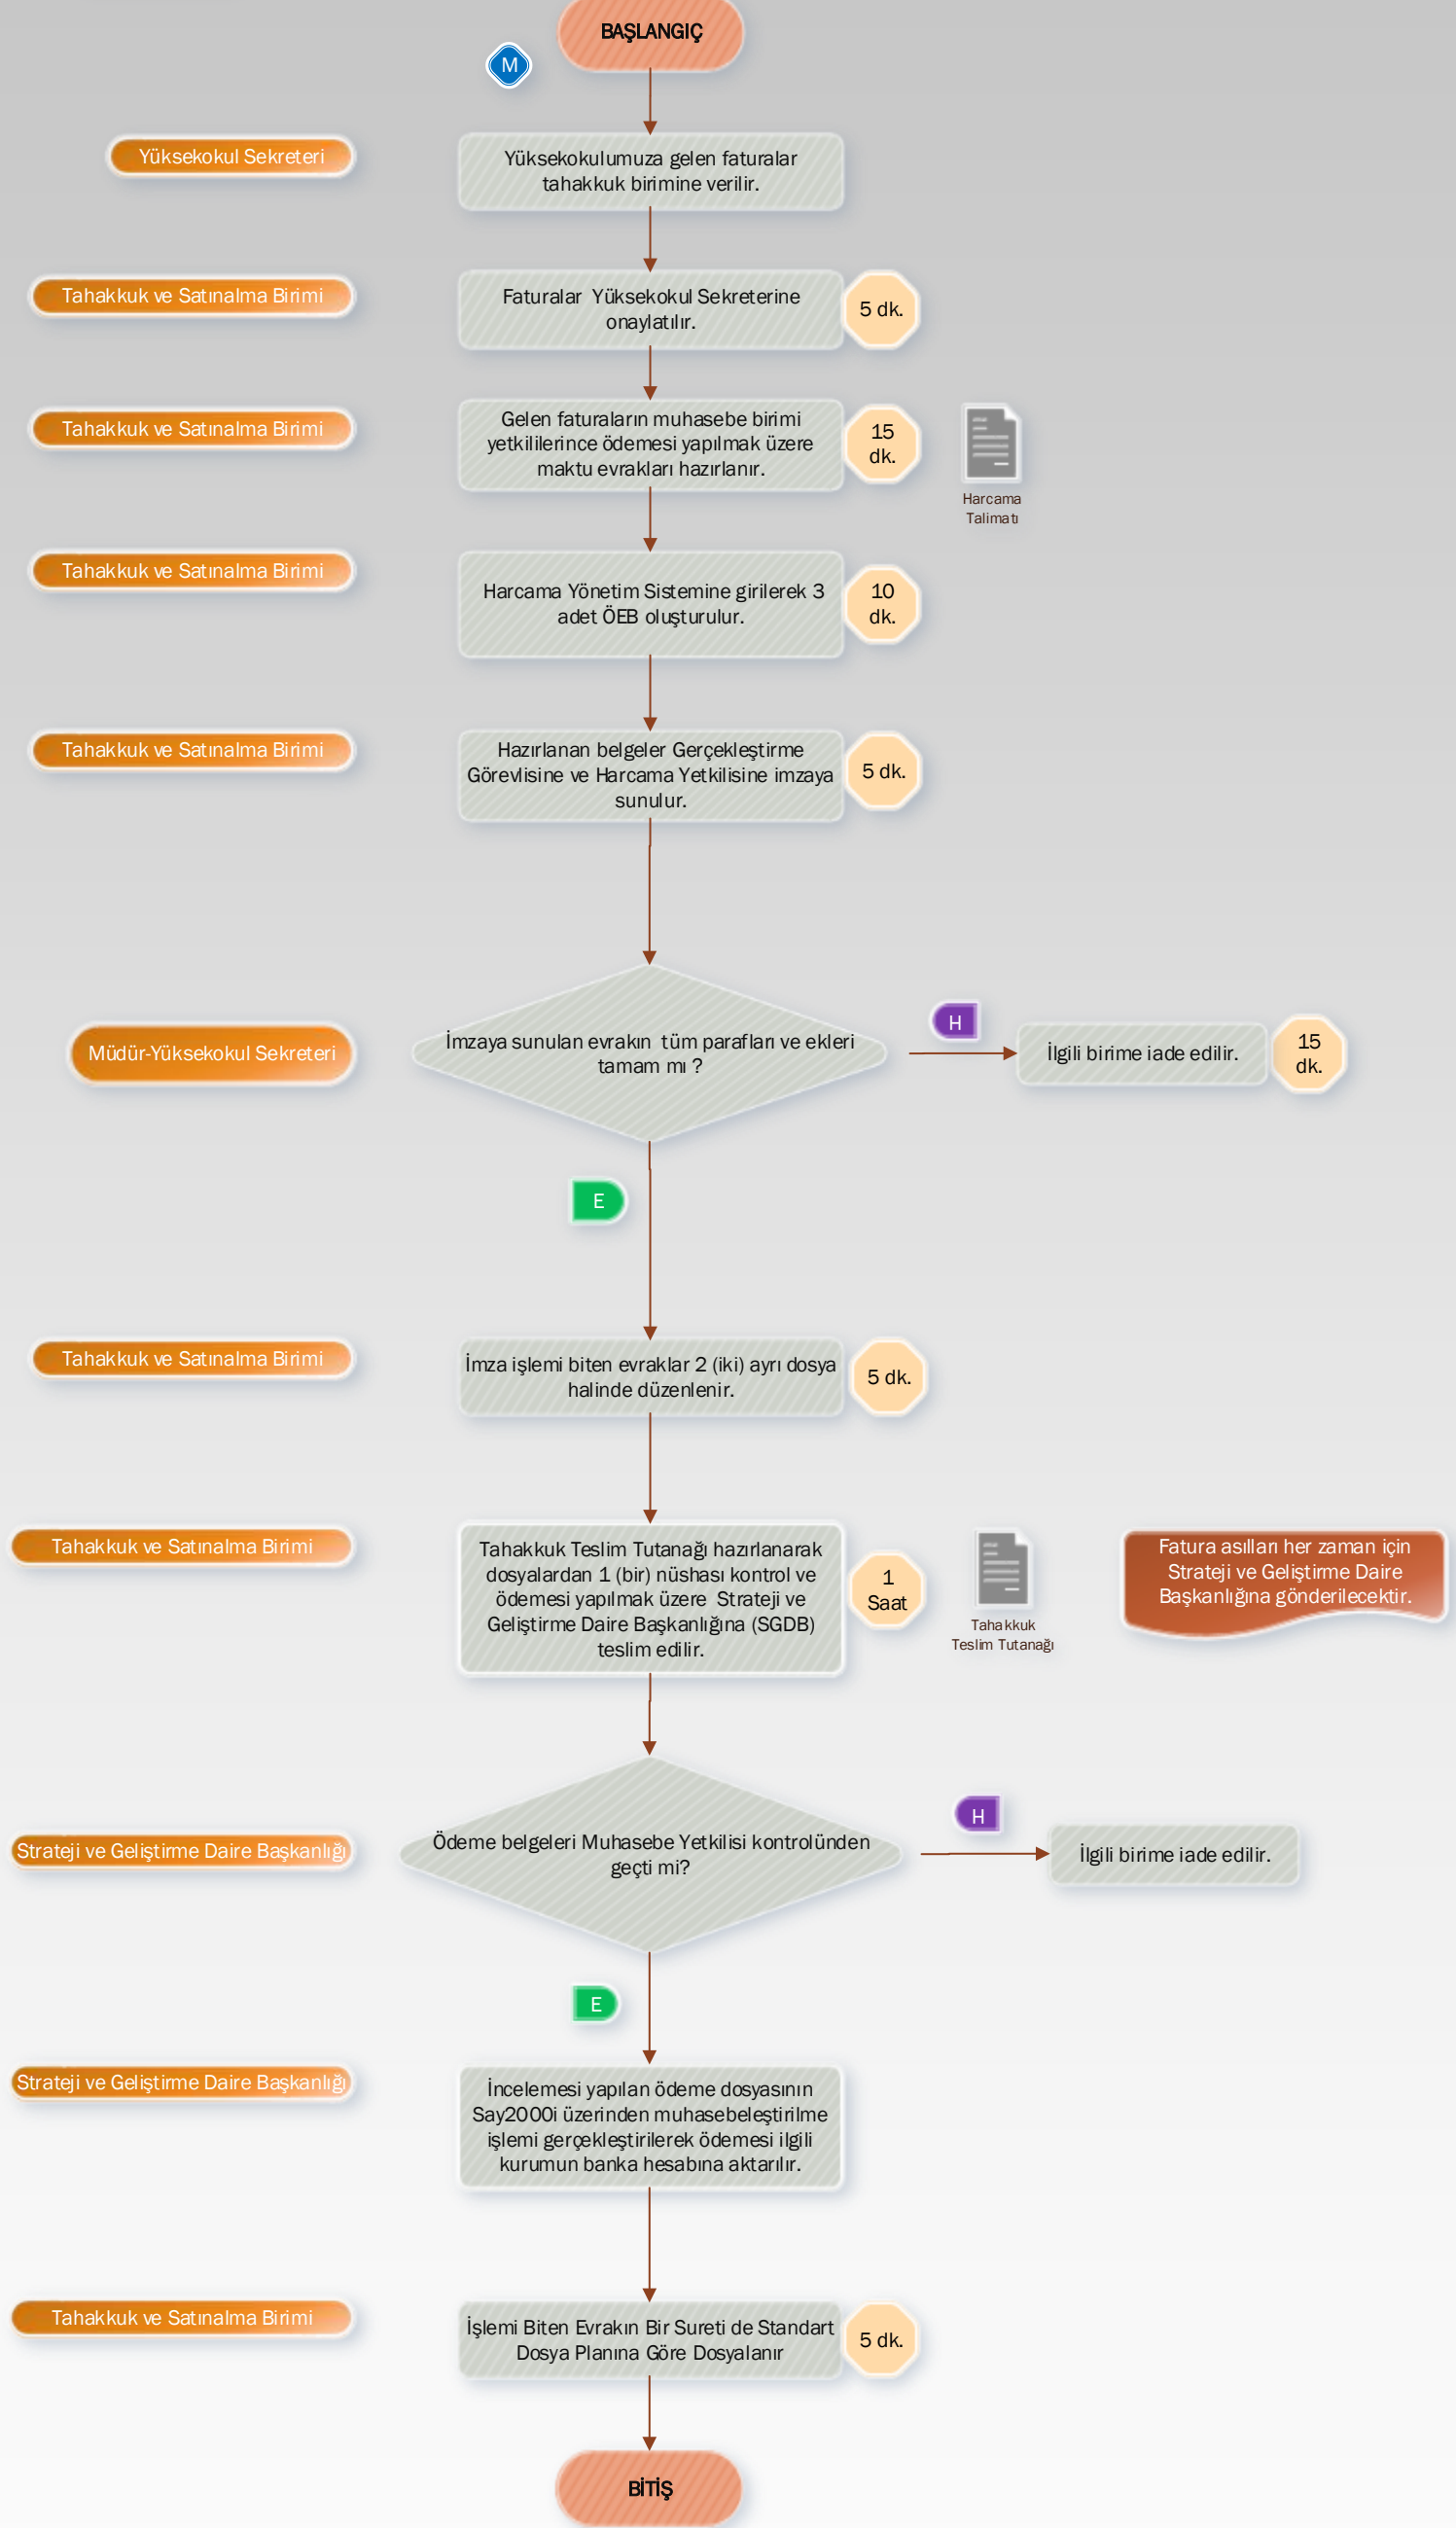 BAŞLANGIÇ
M
Yüksekokul Sekreteri
Yüksekokulumuza gelen faturalar
tahakkuk birimine verilir.
Tahakkuk ve Satınalma Birimi
Faturalar Yüksekokul Sekreterine
onaylatılır.
5 dk.
Tahakkuk ve Satınalma Birimi
Gelen faturaların muhasebe birimi
yetkililerince ödemesi yapılmak üzere
maktu evrakları hazırlanır.
15
dk.
Harcama
Talimatı
Tahakkuk ve Satınalma Birimi
Harcama Yönetim Sistemine girilerek 3
adet ÖEB oluşturulur.
10
dk.
Tahakkuk ve Satınalma Birimi
Hazırlanan belgeler Gerçekleştirme
Görevlisine ve Harcama Yetkilisine imzaya
sunulur.
5 dk.
Müdür-Yüksekokul Sekreteri
İmzaya sunulan evrakın tüm parafları ve ekleri
tamam mı ?
H
İlgili birime iade edilir.
15
dk.
E
Tahakkuk ve Satınalma Birimi
İmza işlemi biten evraklar 2 (iki) ayrı dosya
halinde düzenlenir.
5 dk.
Tahakkuk ve Satınalma Birimi
Tahakkuk Teslim Tutanağı hazırlanarak
dosyalardan 1 (bir) nüshası kontrol ve
ödemesi yapılmak üzere Strateji ve
Geliştirme Daire Başkanlığına (SGDB)
teslim edilir.
1
Saat
Tahakkuk
Teslim Tutanağı
Fatura asılları her zaman için
Strateji ve Geliştirme Daire
Başkanlığına gönderilecektir.
Strateji ve Geliştirme Daire Başkanlığı
Ödeme belgeleri Muhasebe Yetkilisi kontrolünden
geçti mi?
H
İlgili birime iade edilir.
E
Strateji ve Geliştirme Daire Başkanlığı
İncelemesi yapılan ödeme dosyasının
Say2000i üzerinden muhasebeleştirilme
işlemi gerçekleştirilerek ödemesi ilgili
kurumun banka hesabına aktarılır.
Tahakkuk ve Satınalma Birimi
İşlemi Biten Evrakın Bir Sureti de Standart
Dosya Planına Göre Dosyalanır
5 dk.
BİTİŞ